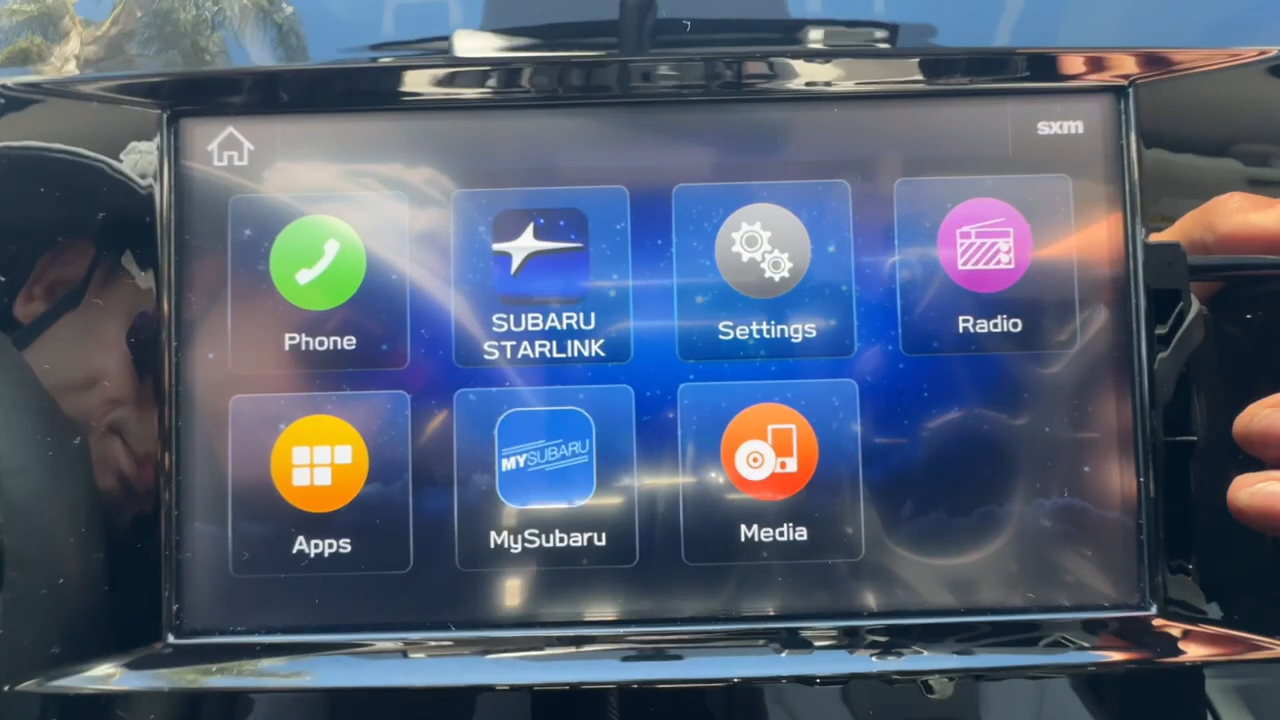 sxm
Phone
SUBARU
STARLINK
Settings
Radio
MYSUBARU
Apps
MySubaru
Media